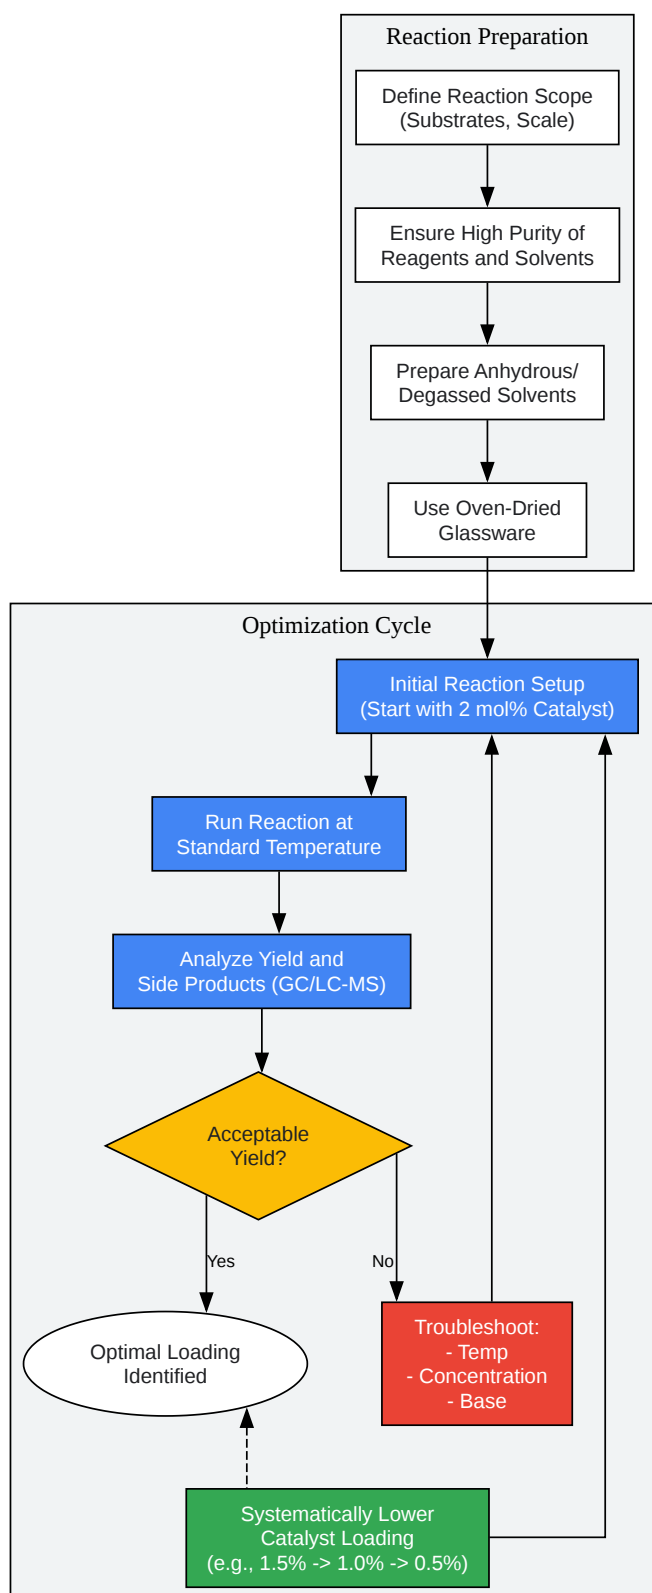 Reaction Preparation
Define Reaction Scope
(Substrates, Scale)
Ensure High Purity of
Reagents and Solvents
Prepare Anhydrous/
Degassed Solvents
Use Oven-Dried
Glassware
Optimization Cycle
Initial Reaction Setup
(Start with 2 mol% Catalyst)
Run Reaction at
Standard Temperature
Analyze Yield and
Side Products (GC/LC-MS)
Acceptable
Yield?
Yes
No
Optimal Loading
Identified
Troubleshoot:
- Temp
- Concentration
- Base
Systematically Lower
Catalyst Loading
(e.g., 1.5% -> 1.0% -> 0.5%)